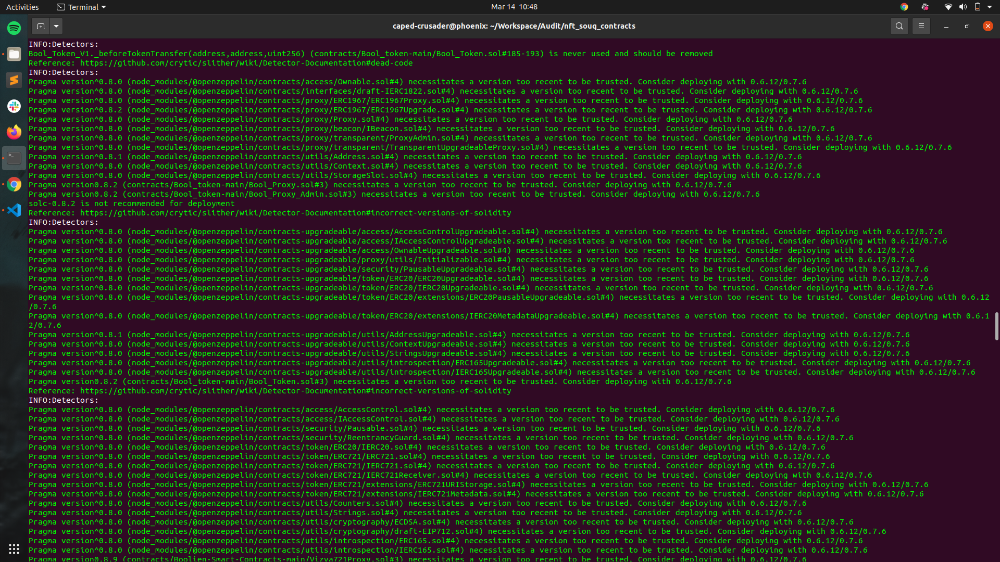 Activities
Terminal
Mar 14 10:48
caped-crusader@phoenix: ~/Workspace/Audit/nft_souq_contracts
INFO:Detectors:
Bool_Token_V1._beforeTokenTransfer(address,address,uint256) (contracts/Bool_token-main/Bool_Token.sol#185-193) is never used and should be removed
Reference: https://github.com/crytic/slither/wiki/Detector-Documentation#dead-code
INFO:Detectors:
Pragma version^0.8.0 (node_modules/@openzeppelin/contracts/access/Ownable.sol#4) necessitates a version too recent to be trusted. Consider deploying with 0.6.12/0.7.6
Pragma version^0.8.0 (node_modules/@openzeppelin/contracts/interfaces/draft-IERC1822.sol#4) necessitates a version too recent to be trusted. Consider deploying with 0.6.12/0.7.6
Pragma version^0.8.0 (node_modules/@openzeppelin/contracts/proxy/ERC1967/ERC1967Proxy.sol#4) necessitates a version too recent to be trusted. Consider deploying with 0.6.12/0.7.6
Pragma version^0.8.2 (node_modules/@openzeppelin/contracts/proxy/ERC1967/ERC1967Upgrade.sol#4) necessitates a version too recent to be trusted. Consider deploying with 0.6.12/0.7.6
Pragma version^0.8.0 (node_modules/@openzeppelin/contracts/proxy/Proxy.sol#4) necessitates a version too recent to be trusted. Consider deploying with 0.6.12/0.7.6
Pragma version^0.8.0 (node_modules/@openzeppelin/contracts/proxy/beacon/IBeacon.sol#4) necessitates a version too recent to be trusted. Consider deploying with 0.6.12/0.7.6
Pragma version^0.8.0 (node_modules/@openzeppelin/contracts/proxy/transparent/ProxyAdmin.sol#4) necessitates a version too recent to be trusted. Consider deploying with 0.6.12/0.7.6
Pragma version^0.8.0 (node_modules/@openzeppelin/contracts/proxy/transparent/TransparentUpgradeableProxy.sol#4) necessitates a version too recent to be trusted. Consider deploying with 0.6.12/0.7.6
Pragma version^0.8.1 (node_modules/@openzeppelin/contracts/utils/Address.sol#4) necessitates a version too recent to be trusted. Consider deploying with 0.6.12/0.7.6
Pragma version^0.8.0 (node_modules/@openzeppelin/contracts/utils/Context.sol#4) necessitates a version too recent to be trusted. Consider deploying with 0.6.12/0.7.6
Pragma version^0.8.0 (node_modules/@openzeppelin/contracts/utils/StorageSlot.sol#4) necessitates a version too recent to be trusted. Consider deploying with 0.6.12/0.7.6
Pragma version0.8.2 (contracts/Bool_token-main/Bool_Proxy.sol#3) necessitates a version too recent to be trusted. Consider deploying with 0.6.12/0.7.6
Pragma version0.8.2 (contracts/Bool_token-main/Bool_Proxy_Admin.sol#3) necessitates a version too recent to be trusted. Consider deploying with 0.6.12/0.7.6
solc-0.8.2 is not recommended for deployment
Reference: https://github.com/crytic/slither/wiki/Detector-Documentation#incorrect-versions-of-solidity
INFO:Detectors:
Pragma version^0.8.0 (node_modules/@openzeppelin/contracts-upgradeable/access/AccessControlUpgradeable.sol#4) necessitates a version too recent to be trusted. Consider deploying with 0.6.12/0.7.6
Pragma version^0.8.0 (node_modules/@openzeppelin/contracts-upgradeable/access/IAccessControlUpgradeable.sol#4) necessitates a version too recent to be trusted. Consider deploying with 0.6.12/0.7.6
Pragma version^0.8.0 (node_modules/@openzeppelin/contracts-upgradeable/access/OwnableUpgradeable.sol#4) necessitates a version too recent to be trusted. Consider deploying with 0.6.12/0.7.6
Pragma version^0.8.0 (node_modules/@openzeppelin/contracts-upgradeable/proxy/utils/Initializable.sol#4) necessitates a version too recent to be trusted. Consider deploying with 0.6.12/0.7.6
Pragma version^0.8.0 (node_modules/@openzeppelin/contracts-upgradeable/security/PausableUpgradeable.sol#4) necessitates a version too recent to be trusted. Consider deploying with 0.6.12/0.7.6
Pragma version^0.8.0 (node_modules/@openzeppelin/contracts-upgradeable/token/ERC20/ERC20Upgradeable.sol#4) necessitates a version too recent to be trusted. Consider deploying with 0.6.12/0.7.6
Pragma version^0.8.0 (node_modules/@openzeppelin/contracts-upgradeable/token/ERC20/IERC20Upgradeable.sol#4) necessitates a version too recent to be trusted. Consider deploying with 0.6.12/0.7.6
Pragma version^0.8.0 (node_modules/@openzeppelin/contracts-upgradeable/token/ERC20/extensions/ERC20PausableUpgradeable.sol#4) necessitates a version too recent to be trusted. Consider deploying with 0.6.12
/0.7.6
Pragma version^0.8.0 (node_modules/@openzeppelin/contracts-upgradeable/token/ERC20/extensions/IERC20MetadataUpgradeable.sol#4) necessitates a version too recent to be trusted. Consider deploying with 0.6.1
2/0.7.6
Pragma version^0.8.1 (node_modules/@openzeppelin/contracts-upgradeable/utils/AddressUpgradeable.sol#4) necessitates a version too recent to be trusted. Consider deploying with 0.6.12/0.7.6
Pragma version^0.8.0 (node_modules/@openzeppelin/contracts-upgradeable/utils/ContextUpgradeable.sol#4) necessitates a version too recent to be trusted. Consider deploying with 0.6.12/0.7.6
Pragma version^0.8.0 (node_modules/@openzeppelin/contracts-upgradeable/utils/StringsUpgradeable.sol#4) necessitates a version too recent to be trusted. Consider deploying with 0.6.12/0.7.6
Pragma version^0.8.0 (node_modules/@openzeppelin/contracts-upgradeable/utils/introspection/ERC165Upgradeable.sol#4) necessitates a version too recent to be trusted. Consider deploying with 0.6.12/0.7.6
Pragma version^0.8.0 (node_modules/@openzeppelin/contracts-upgradeable/utils/introspection/IERC165Upgradeable.sol#4) necessitates a version too recent to be trusted. Consider deploying with 0.6.12/0.7.6
Pragma version0.8.2 (contracts/Bool_token-main/Bool_Token.sol#3) necessitates a version too recent to be trusted. Consider deploying with 0.6.12/0.7.6
Reference: https://github.com/crytic/slither/wiki/Detector-Documentation#incorrect-versions-of-solidity
INFO:Detectors:
Pragma version^0.8.0 (node_modules/@openzeppelin/contracts/access/AccessControl.sol#4) necessitates a version too recent to be trusted. Consider deploying with 0.6.12/0.7.6
Pragma version^0.8.0 (node_modules/@openzeppelin/contracts/access/IAccessControl.sol#4) necessitates a version too recent to be trusted. Consider deploying with 0.6.12/0.7.6
Pragma version^0.8.0 (node_modules/@openzeppelin/contracts/security/Pausable.sol#4) necessitates a version too recent to be trusted. Consider deploying with 0.6.12/0.7.6
Pragma version^0.8.0 (node_modules/@openzeppelin/contracts/security/ReentrancyGuard.sol#4) necessitates a version too recent to be trusted. Consider deploying with 0.6.12/0.7.6
Pragma version^0.8.0 (node_modules/@openzeppelin/contracts/token/ERC20/IERC20.sol#4) necessitates a version too recent to be trusted. Consider deploying with 0.6.12/0.7.6
Pragma version^0.8.0 (node_modules/@openzeppelin/contracts/token/ERC721/ERC721.sol#4) necessitates a version too recent to be trusted. Consider deploying with 0.6.12/0.7.6
Pragma version^0.8.0 (node_modules/@openzeppelin/contracts/token/ERC721/IERC721.sol#4) necessitates a version too recent to be trusted. Consider deploying with 0.6.12/0.7.6
Pragma version^0.8.0 (node_modules/@openzeppelin/contracts/token/ERC721/IERC721Receiver.sol#4) necessitates a version too recent to be trusted. Consider deploying with 0.6.12/0.7.6
Pragma version^0.8.0 (node_modules/@openzeppelin/contracts/token/ERC721/extensions/ERC721URIStorage.sol#4) necessitates a version too recent to be trusted. Consider deploying with 0.6.12/0.7.6
Pragma version^0.8.0 (node_modules/@openzeppelin/contracts/token/ERC721/extensions/IERC721Metadata.sol#4) necessitates a version too recent to be trusted. Consider deploying with 0.6.12/0.7.6
Pragma version^0.8.0 (node_modules/@openzeppelin/contracts/utils/Counters.sol#4) necessitates a version too recent to be trusted. Consider deploying with 0.6.12/0.7.6
Pragma version^0.8.0 (node_modules/@openzeppelin/contracts/utils/Strings.sol#4) necessitates a version too recent to be trusted. Consider deploying with 0.6.12/0.7.6
Pragma version^0.8.0 (node_modules/@openzeppelin/contracts/utils/cryptography/ECDSA.sol#4) necessitates a version too recent to be trusted. Consider deploying with 0.6.12/0.7.6
Pragma version^0.8.0 (node_modules/@openzeppelin/contracts/utils/cryptography/draft-EIP712.sol#4) necessitates a version too recent to be trusted. Consider deploying with 0.6.12/0.7.6
Pragma version^0.8.0 (node_modules/@openzeppelin/contracts/utils/introspection/ERC165.sol#4) necessitates a version too recent to be trusted. Consider deploying with 0.6.12/0.7.6
Pragma version^0.8.0 (node_modules/@openzeppelin/contracts/utils/introspection/IERC165.sol#4) necessitates a version too recent to be trusted. Consider deploying with 0.6.12/0.7.6
Pragma version0.8.9 (contracts/Boolien-Smart-Contracts-main/Vizva721Proxy.sol#3) necessitates a version too recent to be trusted. Consider deploying with 0.6.12/0.7.6